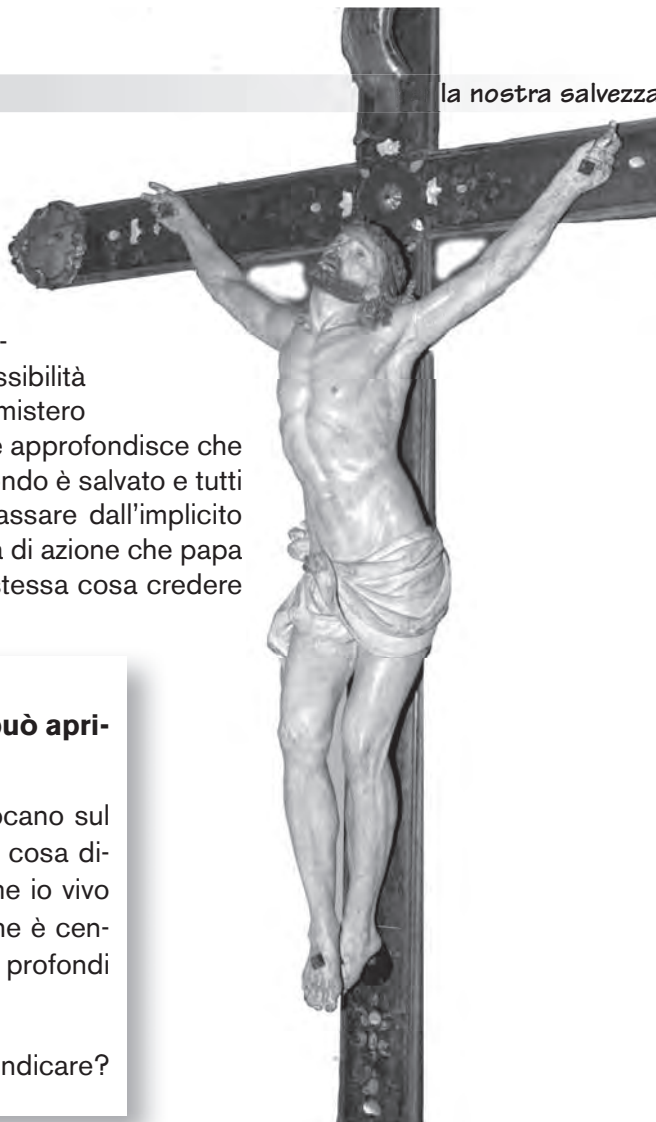 la nostra salvezza
-
ssibilità
mistero
e approfondisce che
ndo è salvato e tutti
assare dall'implicito
a di azione che papa
stessa cosa credere
può apri-
ocano sul
cosa di-
ne io vivo
ne è cen-
profondi
ndicare?